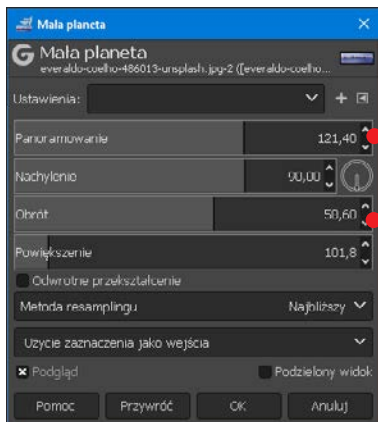 Mała planeta
Mała planeta
everaldo-coelho-486013-unsplash.jpg-2 ([everaldo-coelho...
Ustawienia:
Panoramowanie 121,40
Nachylenie 90,00
Obrót 50,60
Powiększenie 101,8
Odwrotne przekształcenie
Metoda resamplingu Najbliższy
Użycie zaznaczenia jako wejścia
Podgląd Podzielony widok
Pomoc Przywróć OK Anuluj